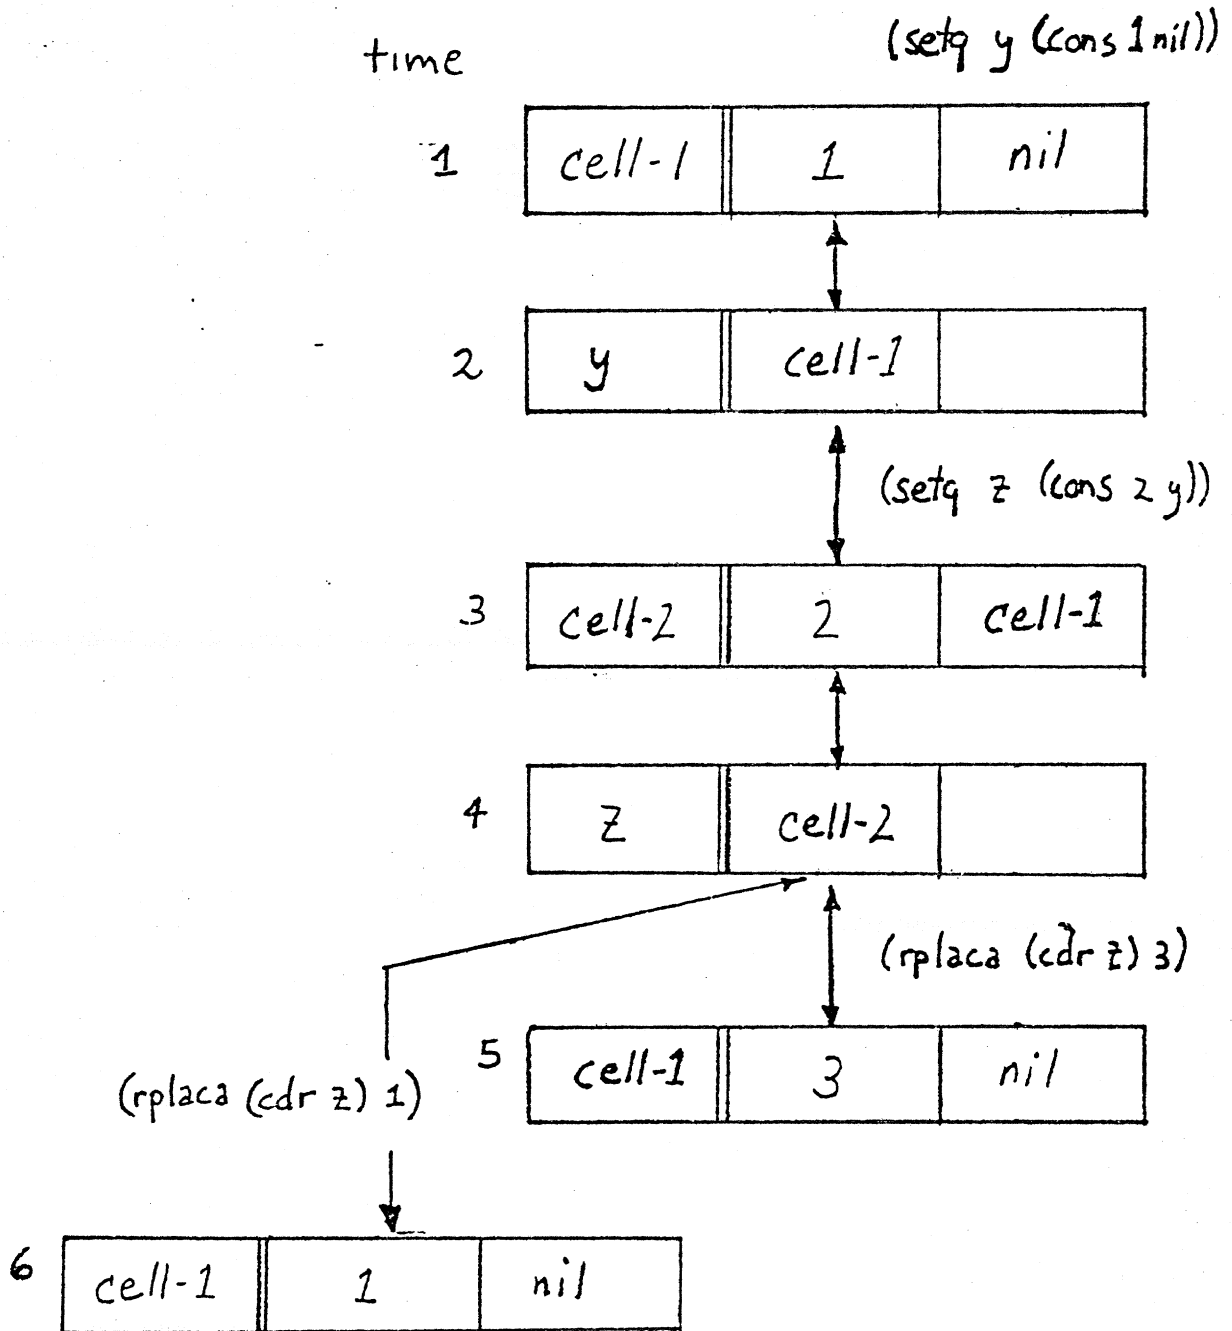 time
(setq y (cons 1 nil))
1 cell-1 1 nil
2 y cell-1
(setq z (cons 2 y))
3 cell-2 2 cell-1
4 z cell-2
(rplaca (cdr z) 3)
5 cell-1 3 nil
(rplaca (cdr z) 1)
6 cell-1 1 nil